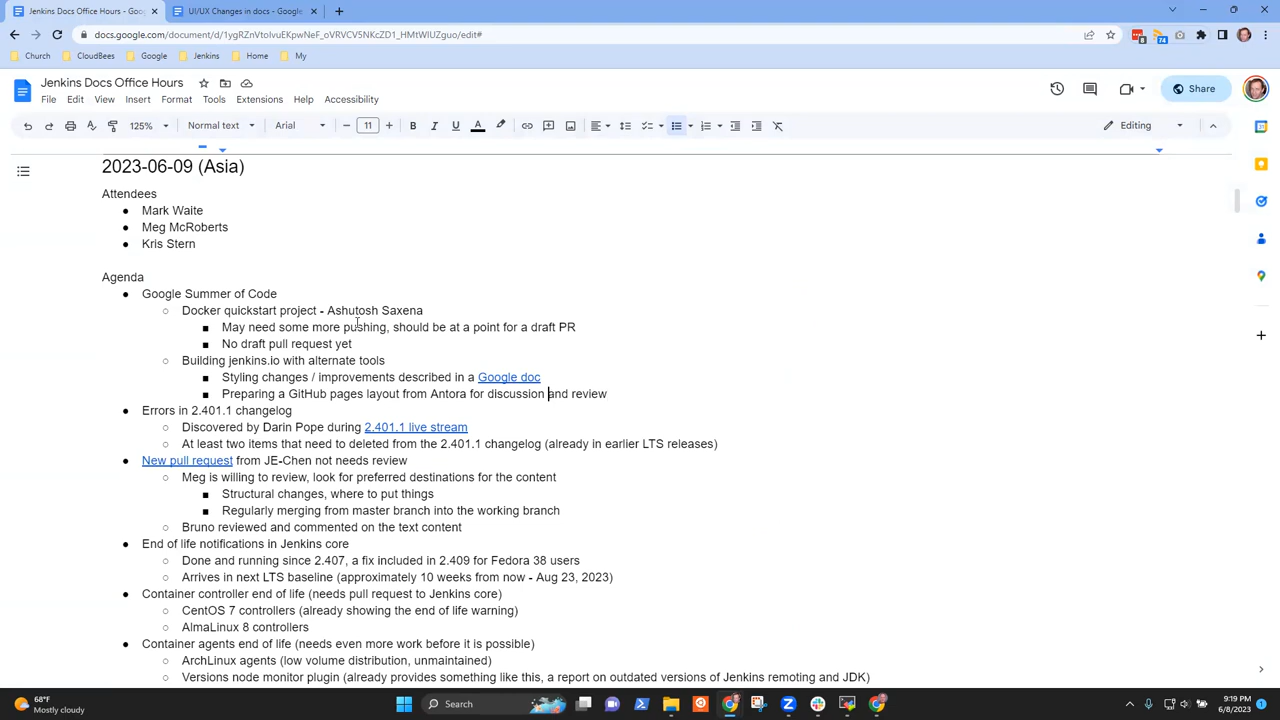 Jenkins Docs Office Hours - Goo
UI/UX Changes in docs - Google
docs.google.com/document/d/1ygRZnVtoIvuEKpwNeF_oVRVCV5NKcZD1_HMtWIUZguo/edit#
Church
CloudBees
Google
Jenkins
Home
My
Jenkins Docs Office Hours
File Edit View Insert Format Tools Extensions Help Accessibility
Share
125%
Normal text
Arial
11
Editing
2023-06-09 (Asia)
Attendees
● Mark Waite
● Meg McRoberts
● Kris Stern
Agenda
● Google Summer of Code
○ Docker quickstart project - Ashutosh Saxena
■ May need some more pushing, should be at a point for a draft PR
■ No draft pull request yet
○ Building jenkins.io with alternate tools
■ Styling changes / improvements described in a Google doc
■ Preparing a GitHub pages layout from Antora for discussion and review
● Errors in 2.401.1 changelog
○ Discovered by Darin Pope during 2.401.1 live stream
○ At least two items that need to deleted from the 2.401.1 changelog (already in earlier LTS releases)
● New pull request from JE-Chen not needs review
○ Meg is willing to review, look for preferred destinations for the content
■ Structural changes, where to put things
■ Regularly merging from master branch into the working branch
○ Bruno reviewed and commented on the text content
● End of life notifications in Jenkins core
○ Done and running since 2.407, a fix included in 2.409 for Fedora 38 users
○ Arrives in next LTS baseline (approximately 10 weeks from now - Aug 23, 2023)
● Container controller end of life (needs pull request to Jenkins core)
○ CentOS 7 controllers (already showing the end of life warning)
○ AlmaLinux 8 controllers
● Container agents end of life (needs even more work before it is possible)
○ ArchLinux agents (low volume distribution, unmaintained)
○ Versions node monitor plugin (already provides something like this, a report on outdated versions of Jenkins remoting and JDK)
68°F
Mostly cloudy
Search
9:19 PM
6/8/2023